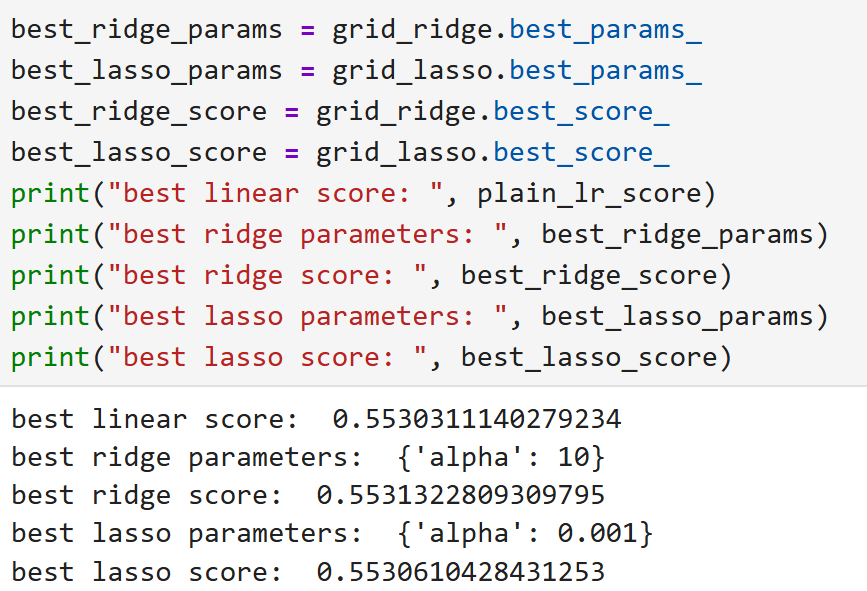 best_ridge_params = grid_ridge.best_params_
best_lasso_params = grid_lasso.best_params_
best_ridge_score = grid_ridge.best_score_
best_lasso_score = grid_lasso.best_score_
print("best linear score: ", plain_lr_score)
print("best ridge parameters: ", best_ridge_params)
print("best ridge score: ", best_ridge_score)
print("best lasso parameters: ", best_lasso_params)
print("best lasso score: ", best_lasso_score)
best linear score:  0.5530311140279234
best ridge parameters:  {'alpha': 10}
best ridge score:  0.5531322809309795
best lasso parameters:  {'alpha': 0.001}
best lasso score:  0.5530610428431253